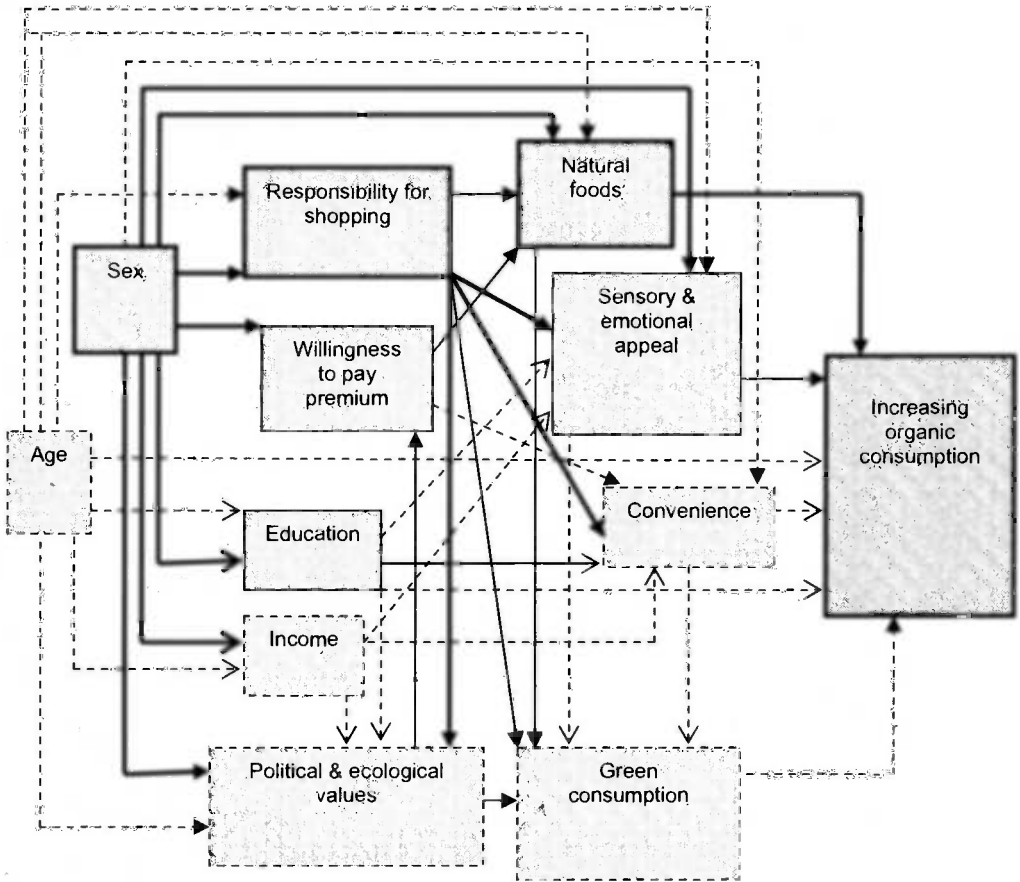 Natural
foods
Responsibility for
shopping
Sex
Sensory &
emotional
appeal
Willingness
to pay
premium
Increasing
organic
consumption
Age
Convenience
Education
Income
Political & ecological
values
Green
consumption